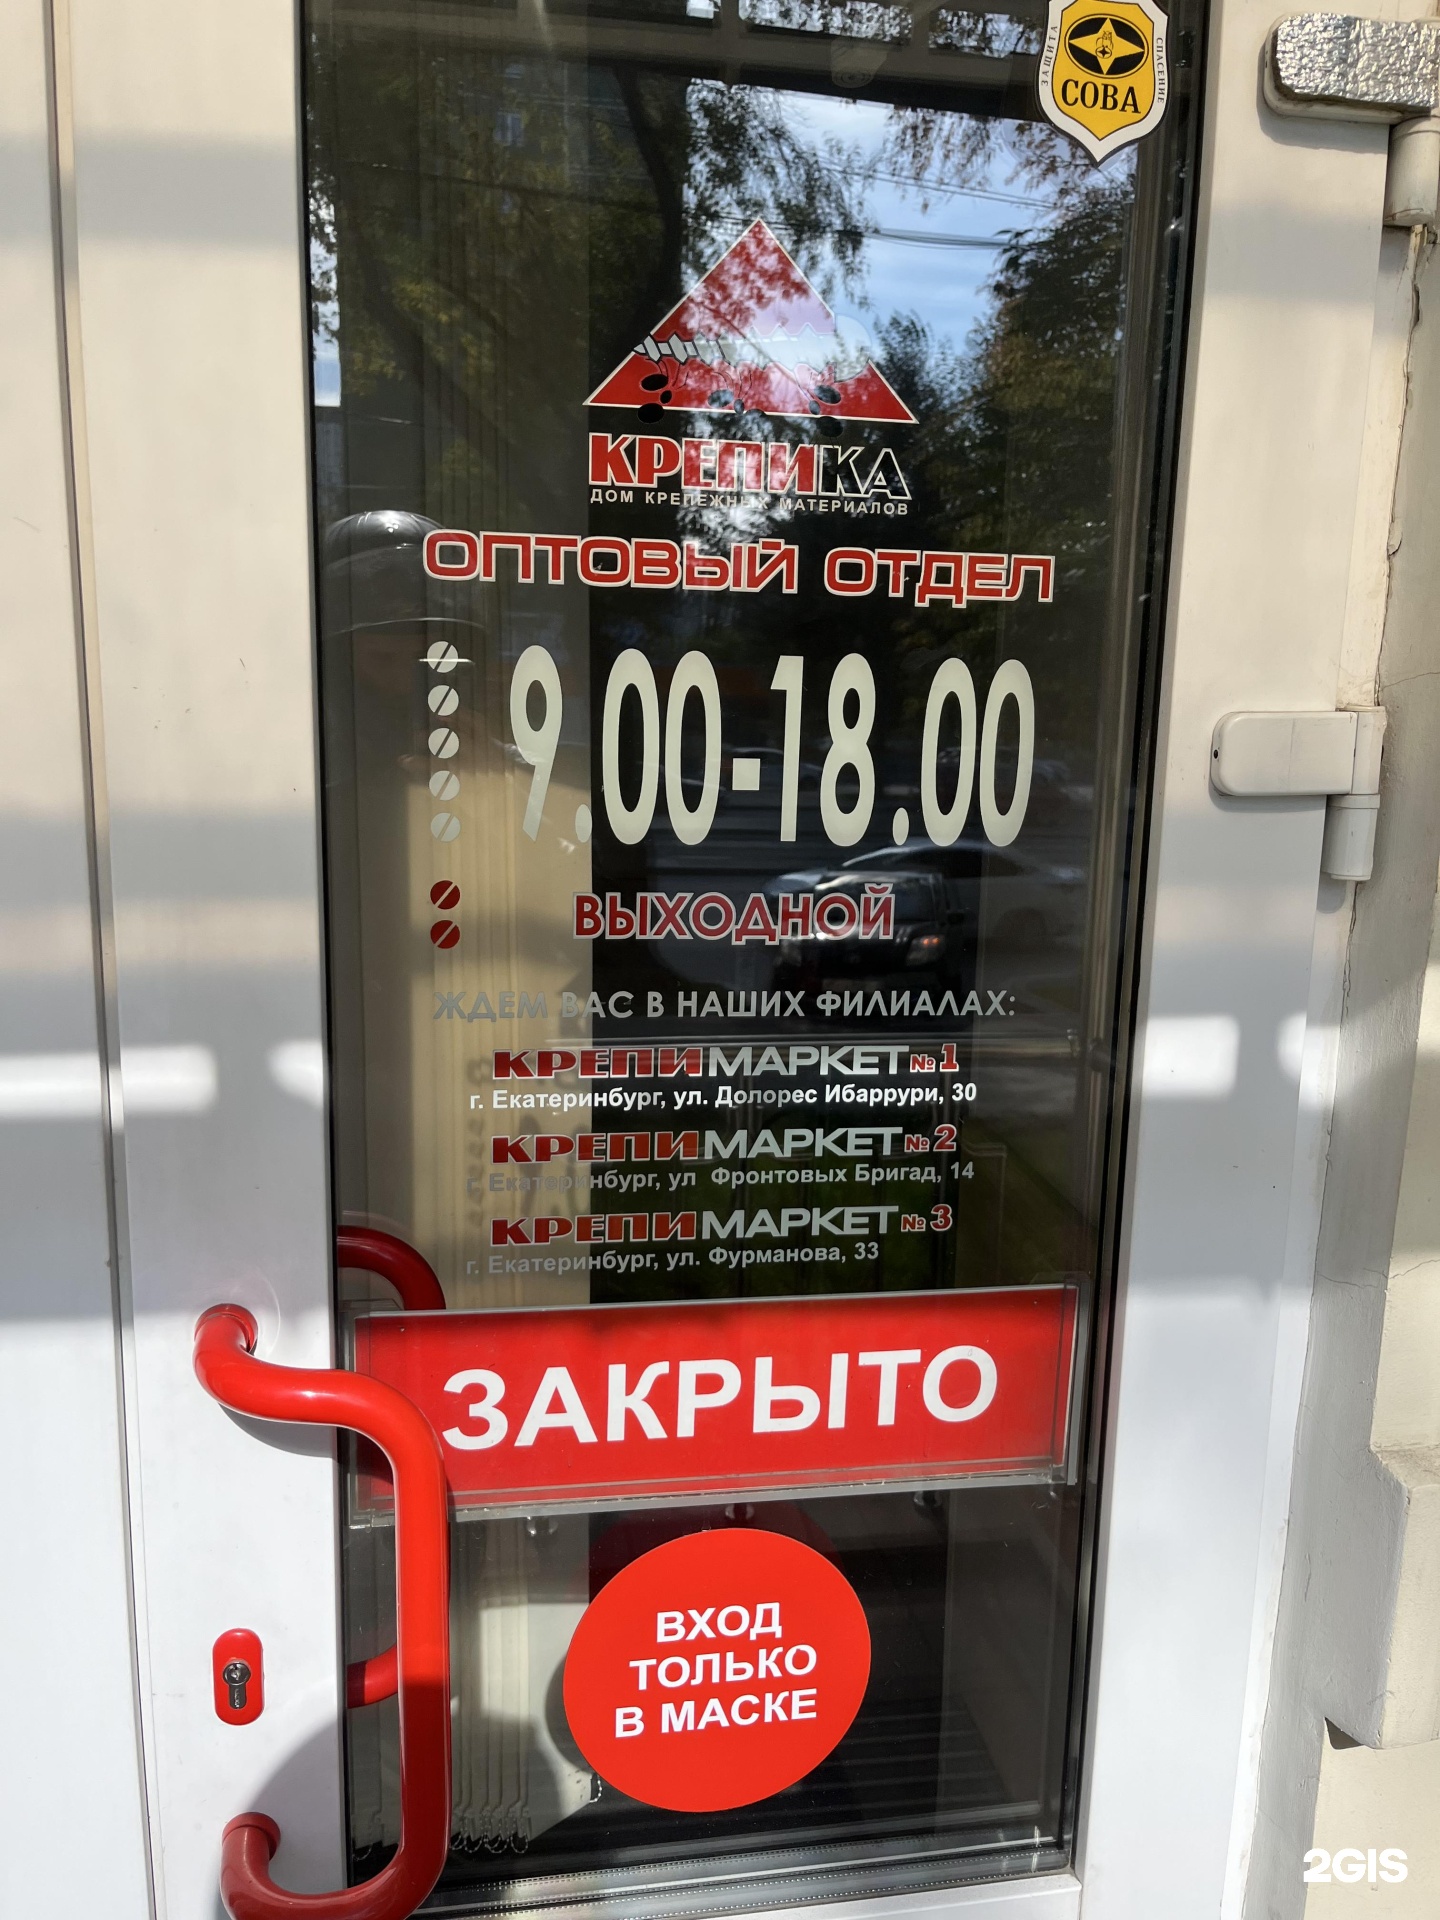 ЗАЩИТА
СПАСЕНИЕ
СОВА
КРЕПИКА
ДОМ КРЕПЕЖНЫХ МАТЕРИАЛОВ
ОПТОВЫЙ ОТДЕЛ
9.00-18.00
ВЫХОДНОЙ
ЖДЕМ ВАС В НАШИХ ФИЛИАЛАХ:
КРЕПИМАРКЕТ №1
г. Екатеринбург, ул. Долорес Ибаррури, 30
КРЕПИМАРКЕТ №2
г. Екатеринбург, ул Фронтовых Бригад, 14
КРЕПИМАРКЕТ №3
г. Екатеринбург, ул. Фурманова, 33
ЗАКРЫТО
ВХОД
ТОЛЬКО
В МАСКЕ
2GIS